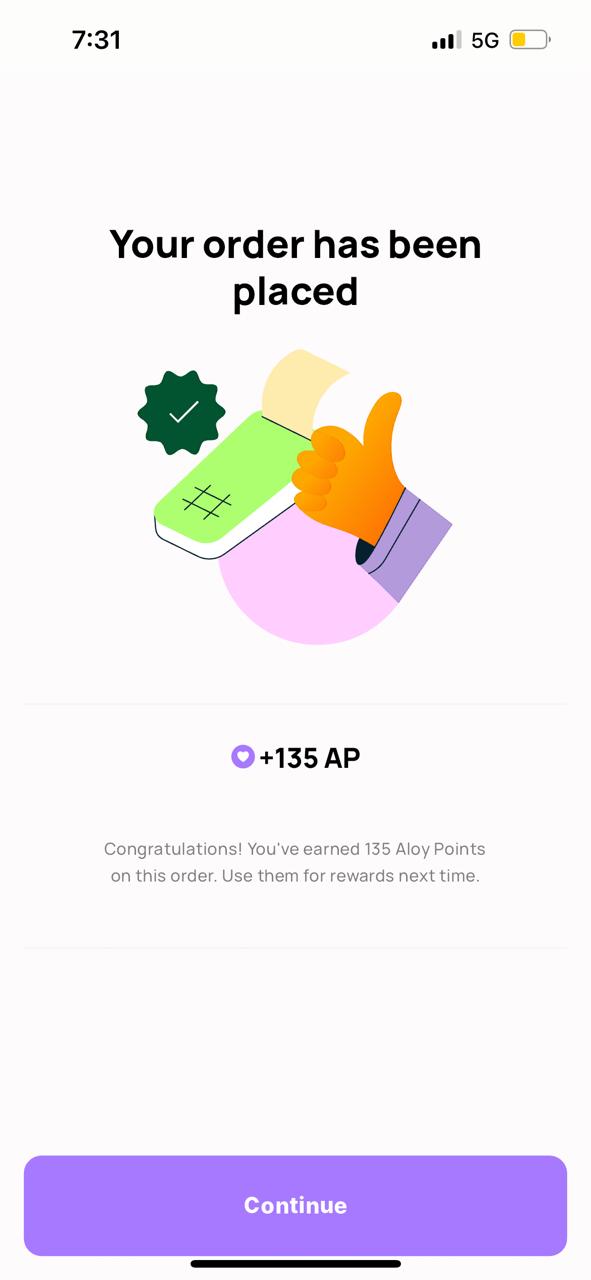 7:31 5G
Your order has been
placed
+135 AP
Congratulations! You've earned 135 Aloy Points
on this order. Use them for rewards next time.
Continue